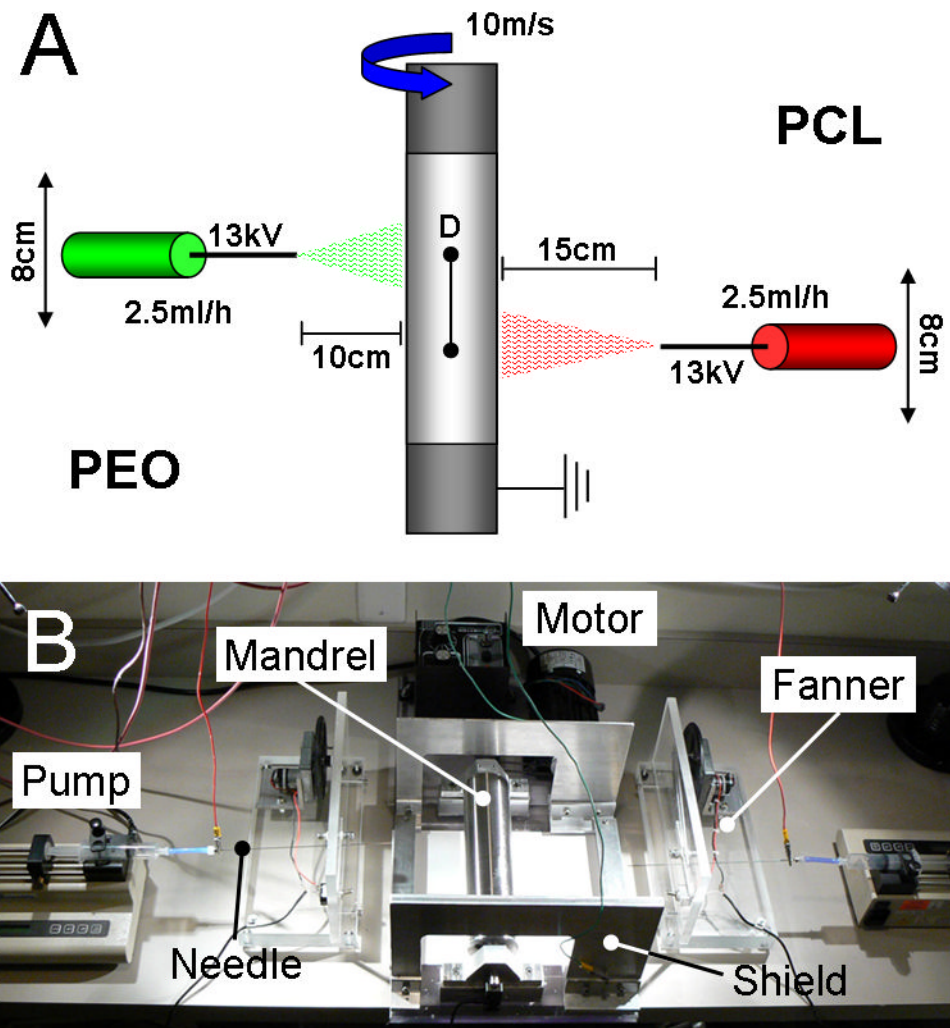 A
10m/s
PCL
8cm
13kV
2.5ml/h
10cm
D
15cm
2.5ml/h
13kV
8cm
PEO
B
Motor
Mandrel
Fanner
Pump
Needle
Shield